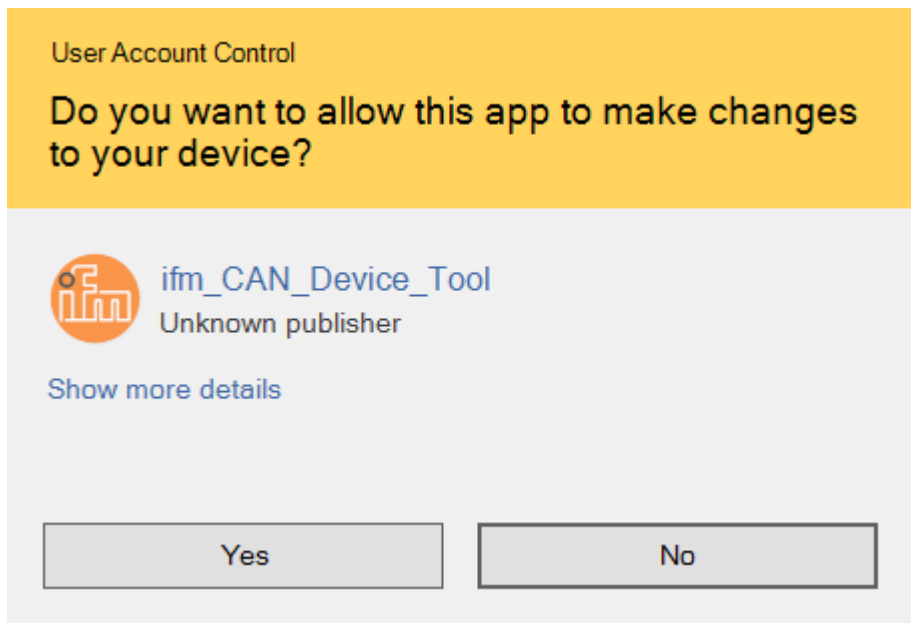 User Account Control
Do you want to allow this app to make changes
to your device?
ifm
ifm_CAN_Device_Tool
Unknown publisher
Show more details
Yes
No